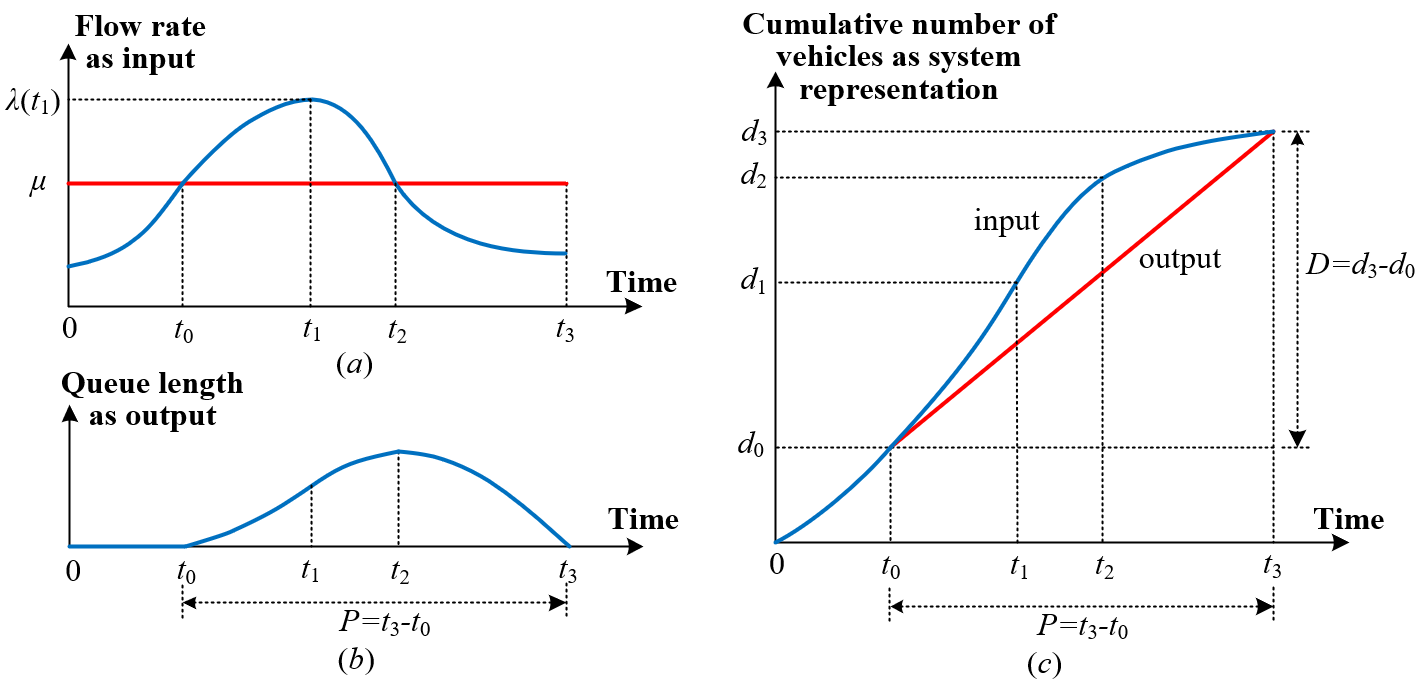 Flow rate
as input
λ(t₁)
μ
Time
0
t₀
t₁
t₂
t₃
(a)
Queue length
as output
Time
0
t₀
t₁
t₂
t₃
P=t₃-t₀
(b)
Cumulative number of
vehicles as system
representation
d₃
d₂
input
output
D=d₃-d₀
d₁
d₀
Time
0
t₀
t₁
t₂
t₃
P=t₃-t₀
(c)